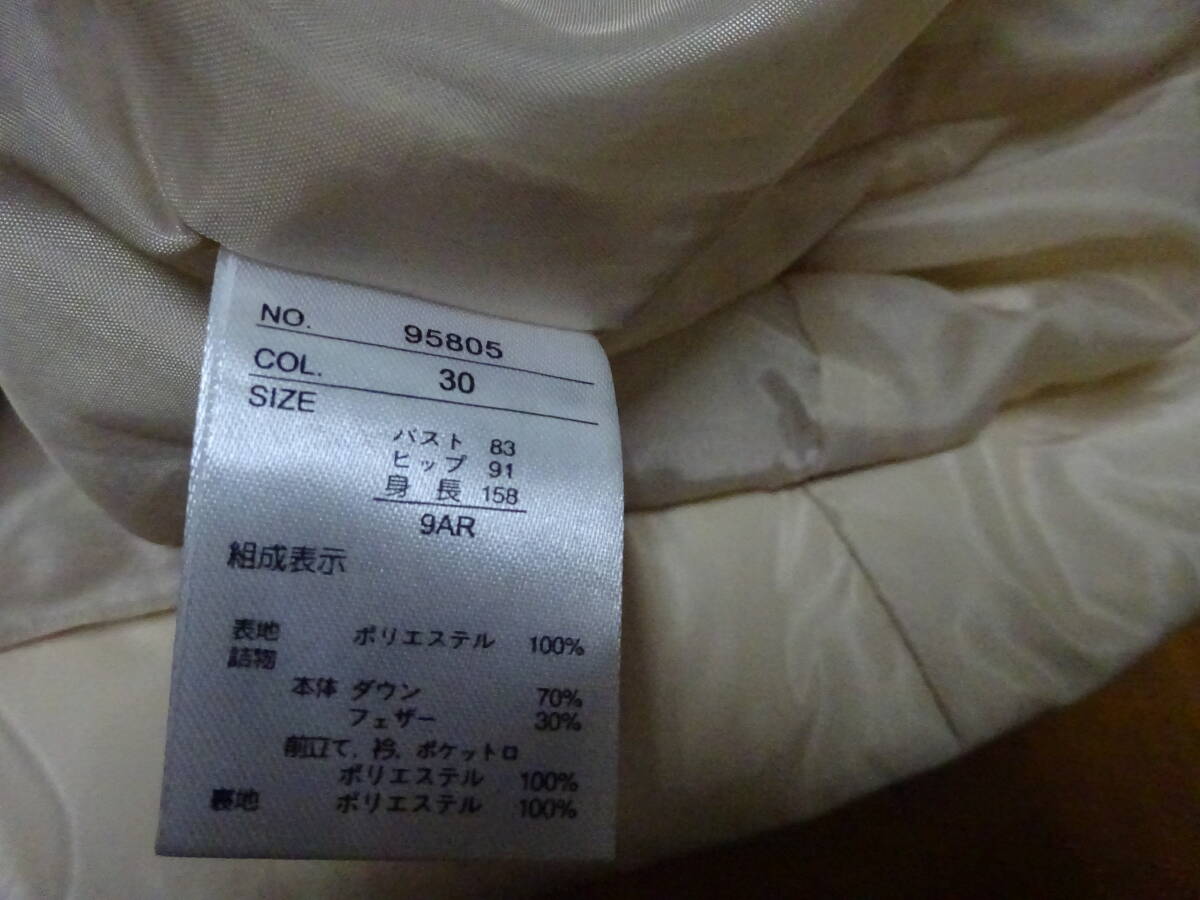 NO. 95805
COL. 30
SIZE
バスト 83
ヒップ 91
身長 158
9AR
組成表示
表地 ポリエステル 100%
詰物
本体 ダウン 70%
フェザー 30%
前立て、衿、ポケット口
ポリエステル 100%
裏地 ポリエステル 100%